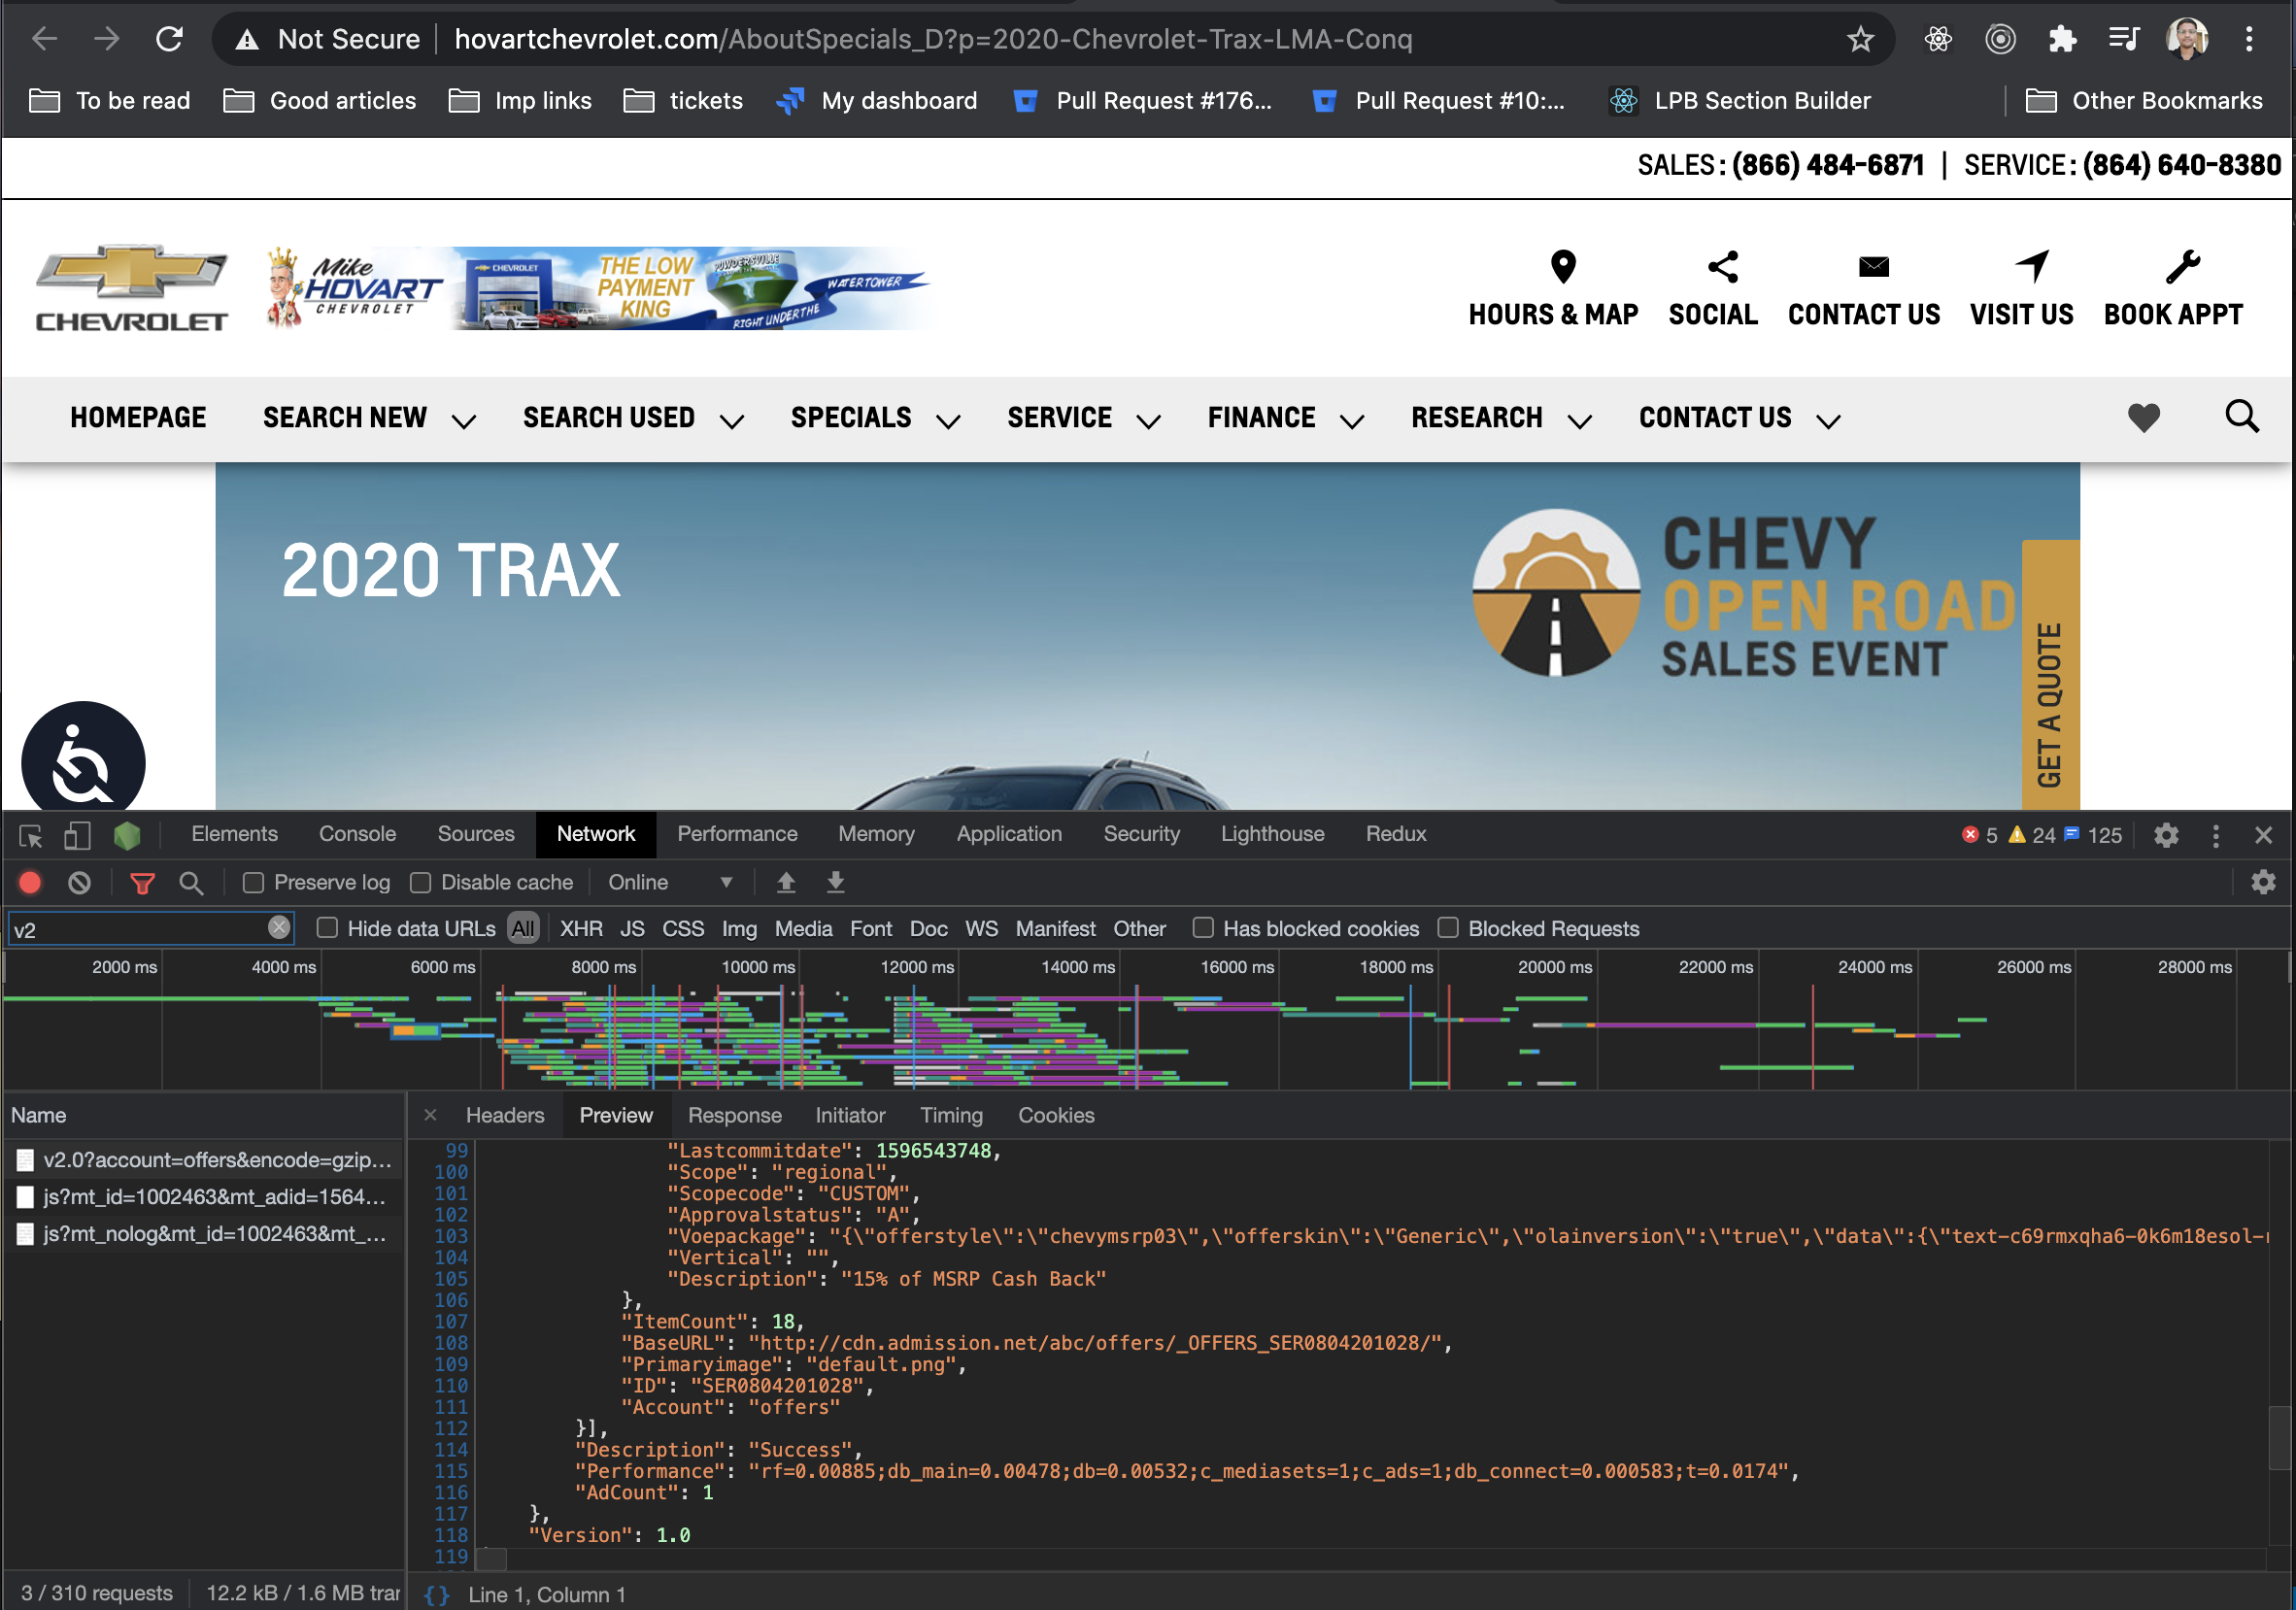 Not Secure hovartchevrolet.com/AboutSpecials_D?p=2020-Chevrolet-Trax-LMA-Conq
To be read Good articles Imp links tickets My dashboard Pull Request #176... Pull Request #10:... LPB Section Builder Other Bookmarks
SALES : (866) 484-6871 | SERVICE : (864) 640-8380
CHEVROLET
Mike
HOVART
CHEVROLET
CHEVROLET
THE LOW
PAYMENT
KING
POWDERSVILLE
RIGHT UNDER THE
WATERTOWER
HOURS & MAP SOCIAL CONTACT US VISIT US BOOK APPT
HOMEPAGE SEARCH NEW SEARCH USED SPECIALS SERVICE FINANCE RESEARCH CONTACT US
2020 TRAX
CHEVY
OPEN ROAD
SALES EVENT
GET A QUOTE
Elements Console Sources Network Performance Memory Application Security Lighthouse Redux 5 24 125
Preserve log Disable cache Online
v2 Hide data URLs All XHR JS CSS Img Media Font Doc WS Manifest Other Has blocked cookies Blocked Requests
2000 ms 4000 ms 6000 ms 8000 ms 10000 ms 12000 ms 14000 ms 16000 ms 18000 ms 20000 ms 22000 ms 24000 ms 26000 ms 28000 ms
Name
v2.0?account=offers&encode=gzip...
js?mt_id=1002463&mt_adid=1564...
js?mt_nolog&mt_id=1002463&mt_...
3 / 310 requests 12.2 kB / 1.6 MB trar
× Headers Preview Response Initiator Timing Cookies
99 "Lastcommitdate": 1596543748,
100 "Scope": "regional",
101 "Scopecode": "CUSTOM",
102 "Approvalstatus": "A",
103 "Voepackage": "{\"offerstyle\":\"chevymsrp03\",\"offerskin\":\"Generic\",\"olainversion\":\"true\",\"data\":{\"text-c69rmxqha6-0k6m18esol-r
104 "Vertical": "",
105 "Description": "15% of MSRP Cash Back"
106 },
107 "ItemCount": 18,
108 "BaseURL": "http://cdn.admission.net/abc/offers/_OFFERS_SER0804201028/",
109 "Primaryimage": "default.png",
110 "ID": "SER0804201028",
111 "Account": "offers"
112 }],
114 "Description": "Success",
115 "Performance": "rf=0.00885;db_main=0.00478;db=0.00532;c_mediasets=1;c_ads=1;db_connect=0.000583;t=0.0174",
116 "AdCount": 1
117 },
118 "Version": 1.0
119
{} Line 1, Column 1